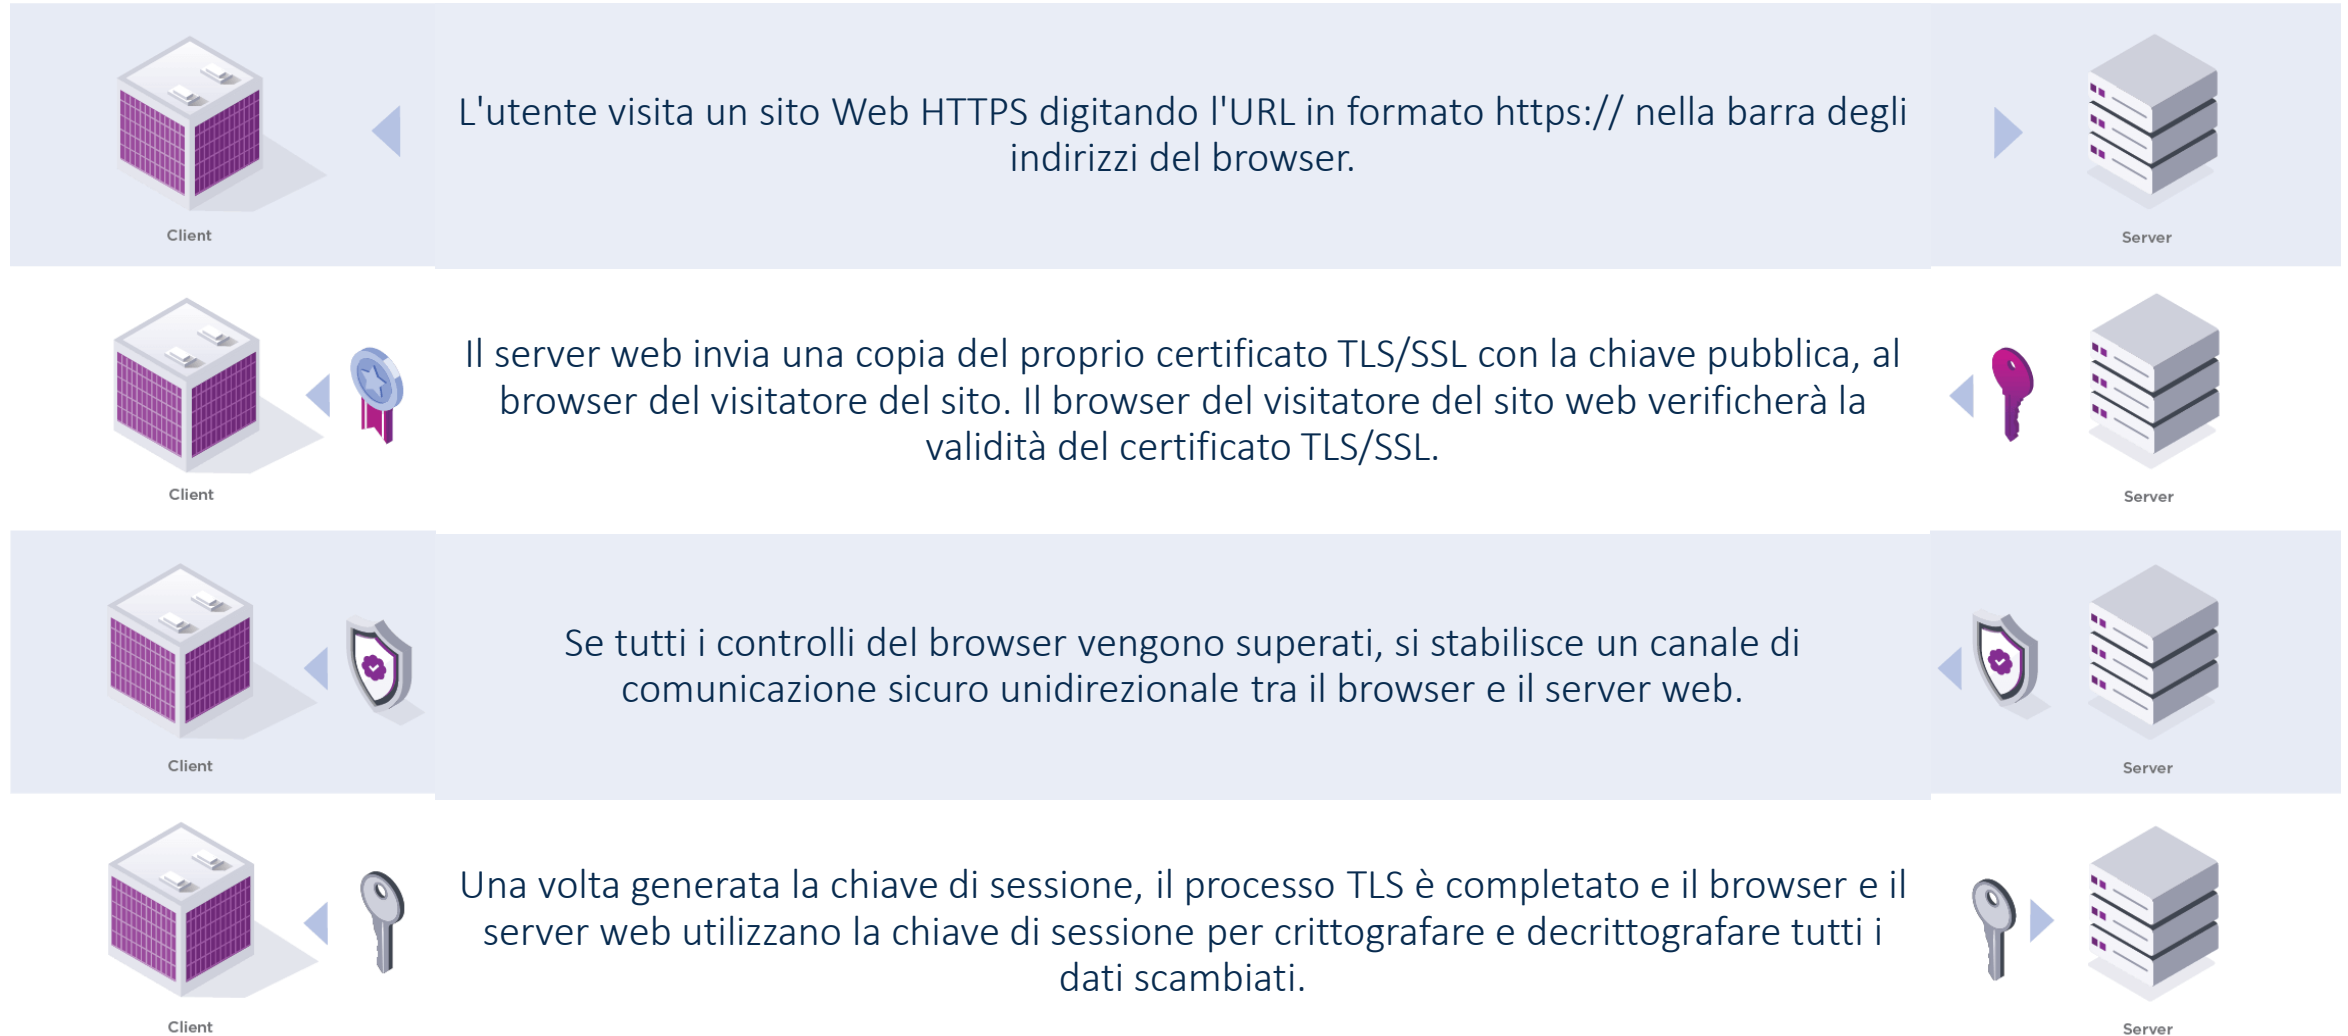 L'utente visita un sito Web HTTPS digitando l'URL in formato https:// nella barra degli
indirizzi del browser.
Client
Server
Il server web invia una copia del proprio certificato TLS/SSL con la chiave pubblica, al
browser del visitatore del sito. Il browser del visitatore del sito web verificherà la
validità del certificato TLS/SSL.
Client
Server
Se tutti i controlli del browser vengono superati, si stabilisce un canale di
comunicazione sicuro unidirezionale tra il browser e il server web.
Client
Server
Una volta generata la chiave di sessione, il processo TLS è completato e il browser e il
server web utilizzano la chiave di sessione per crittografare e decrittografare tutti i
dati scambiati.
Client
Server